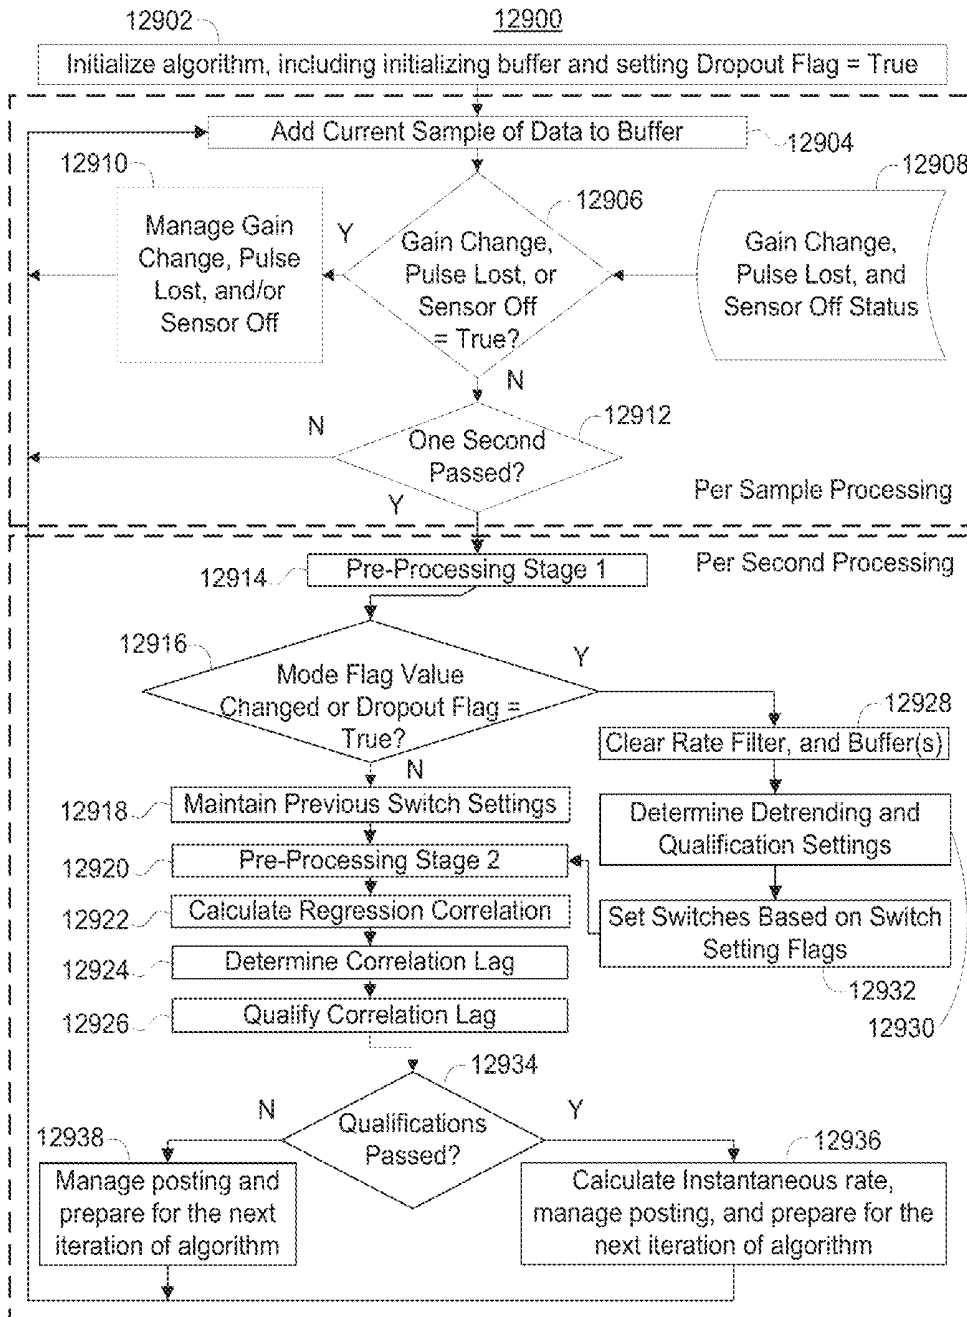 12902
12900
Initialize algorithm, including initializing buffer and setting Dropout Flag = True
Add Current Sample of Data to Buffer
12904
12910
12908
12906
Manage Gain
Change, Pulse
Lost, and/or
Sensor Off
Y
Gain Change,
Pulse Lost, or
Sensor Off
= True?
Gain Change,
Pulse Lost, and
Sensor Off Status
N
12912
N
One Second
Passed?
Y
Per Sample Processing
Per Second Processing
12914
Pre-Processing Stage 1
12916
Y
Mode Flag Value
Changed or Dropout Flag =
True?
12928
Clear Rate Filter, and Buffer(s)
N
12918
Maintain Previous Switch Settings
Determine Detrending and
Qualification Settings
12920
Pre-Processing Stage 2
12922
Calculate Regression Correlation
Set Switches Based on Switch
Setting Flags
12924
Determine Correlation Lag
12932
12926
Qualify Correlation Lag
12930
12934
N
Y
Qualifications
Passed?
12938
12936
Manage posting and
prepare for the next
iteration of algorithm
Calculate Instantaneous rate,
manage posting, and prepare for the
next iteration of algorithm